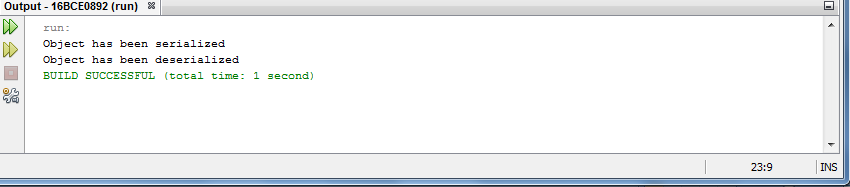 Output - 16BCE0892 (run)
run:
Object has been serialized
Object has been deserialized
BUILD SUCCESSFUL (total time: 1 second)
23:9 INS